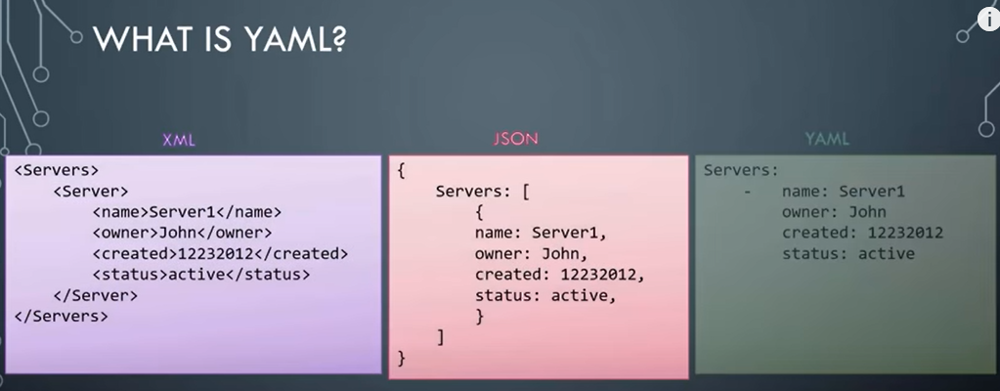 WHAT IS YAML?
i
XML
<Servers>
<Server>
<name>Server1</name>
<owner>John</owner>
<created>12232012</created>
<status>active</status>
</Server>
</Servers>
JSON
{
Servers: [
{
name: Server1,
owner: John,
created: 12232012,
status: active,
}
]
}
YAML
Servers:
- name: Server1
owner: John
created: 12232012
status: active